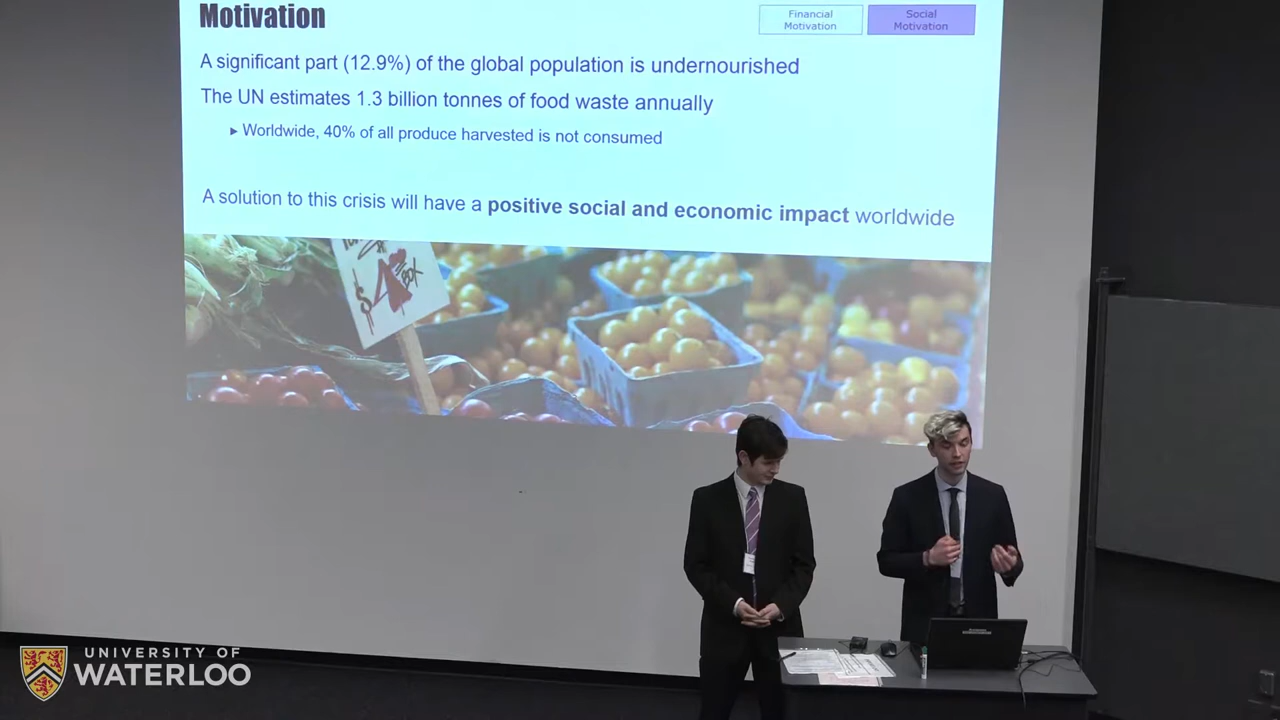 Motivation
Financial
Motivation
Social
Motivation
A significant part (12.9%) of the global population is undernourished
The UN estimates 1.3 billion tonnes of food waste annually
▸ Worldwide, 40% of all produce harvested is not consumed
A solution to this crisis will have a positive social and economic impact worldwide
$4
BOX
UNIVERSITY OF
WATERLOO